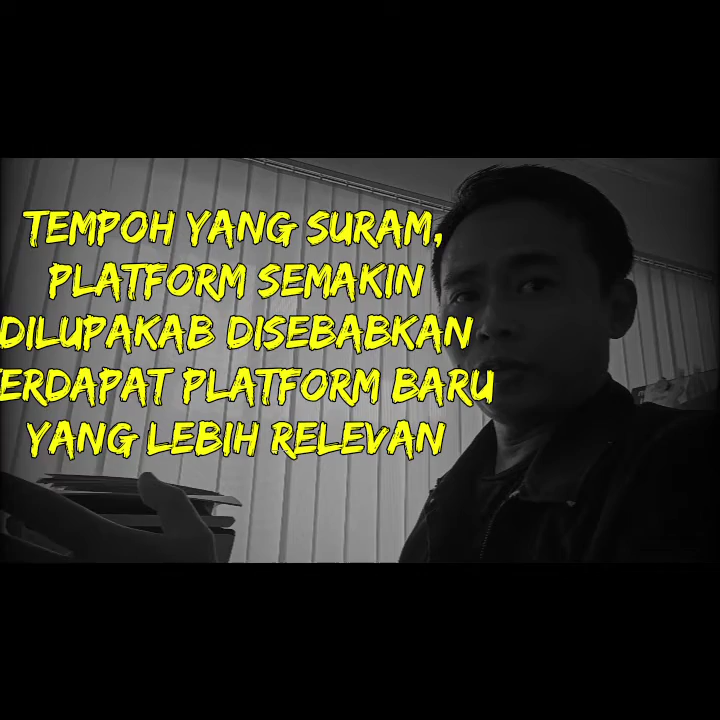 TEMPOH YANG SURAM,
PLATFORM SEMAKIN
DILUPAKAB DISEBABKAN
ERDAPAT PLATFORM BARU
YANG LEBIH RELEVAN